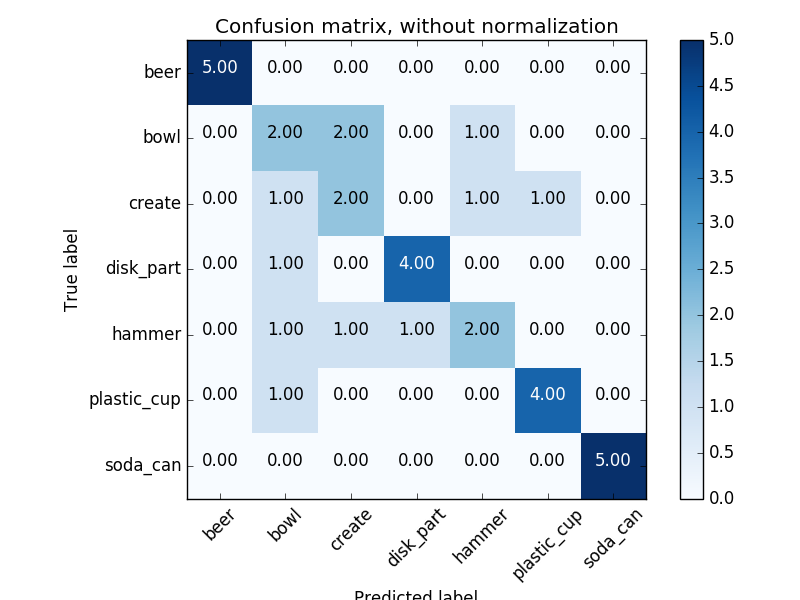 Confusion matrix, without normalization
beer 5.00 0.00 0.00 0.00 0.00 0.00 0.00
bowl 0.00 2.00 2.00 0.00 1.00 0.00 0.00
create 0.00 1.00 2.00 0.00 1.00 1.00 0.00
disk_part 0.00 1.00 0.00 4.00 0.00 0.00 0.00
hammer 0.00 1.00 1.00 1.00 2.00 0.00 0.00
plastic_cup 0.00 1.00 0.00 0.00 0.00 4.00 0.00
soda_can 0.00 0.00 0.00 0.00 0.00 0.00 5.00
True label
beer bowl create disk_part hammer plastic_cup soda_can
Predicted label
5.0
4.5
4.0
3.5
3.0
2.5
2.0
1.5
1.0
0.5
0.0